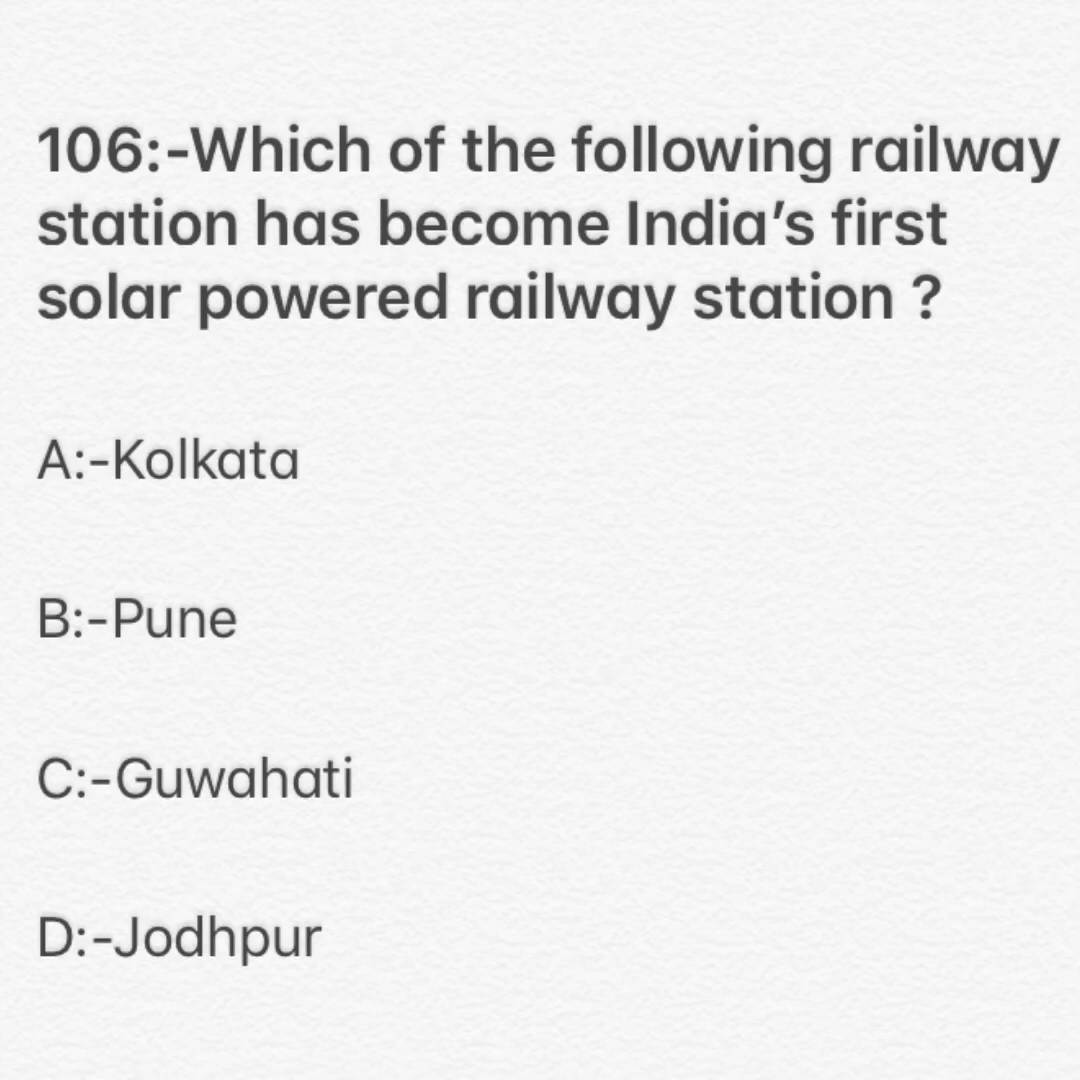 106:-Which of the following railway
station has become India’s first
solar powered railway station ?
A:-Kolkata
B:-Pune
C:-Guwahati
D:-Jodhpur